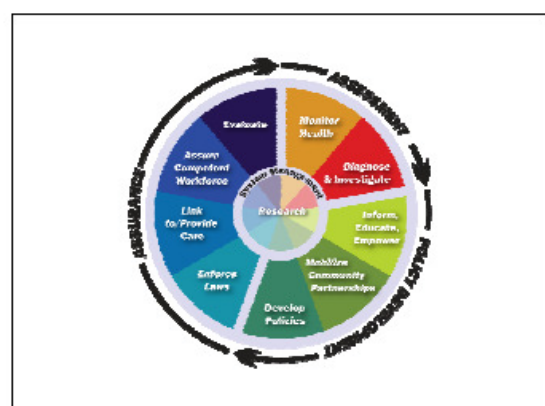 ASSESSMENT
Monitor
Health
Diagnose
& Investigate
POLICY DEVELOPMENT
Inform,
Educate,
Empower
Mobilize
Community
Partnerships
Develop
Policies
ASSURANCE
Enforce
Laws
Link
to/Provide
Care
Assure
Competent
Workforce
Evaluate
System Management
Research